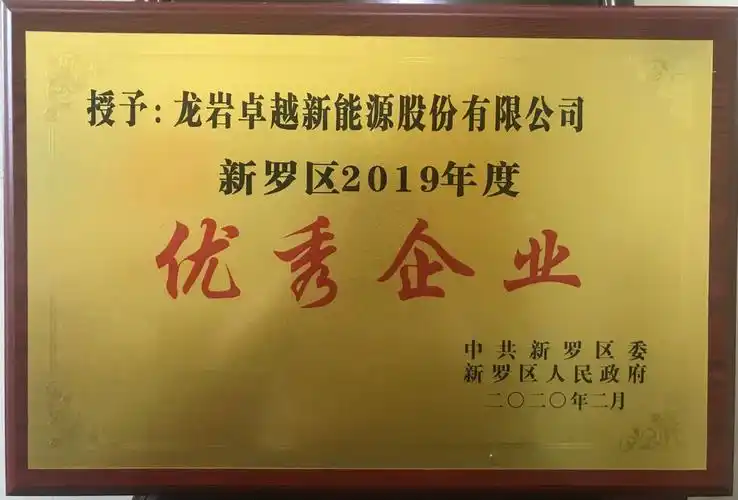 授予:龙岩卓越新能源股份有限公司
新罗区2019年度
优秀企业
中共新罗区委
新罗区人民政府
二〇二〇年二月